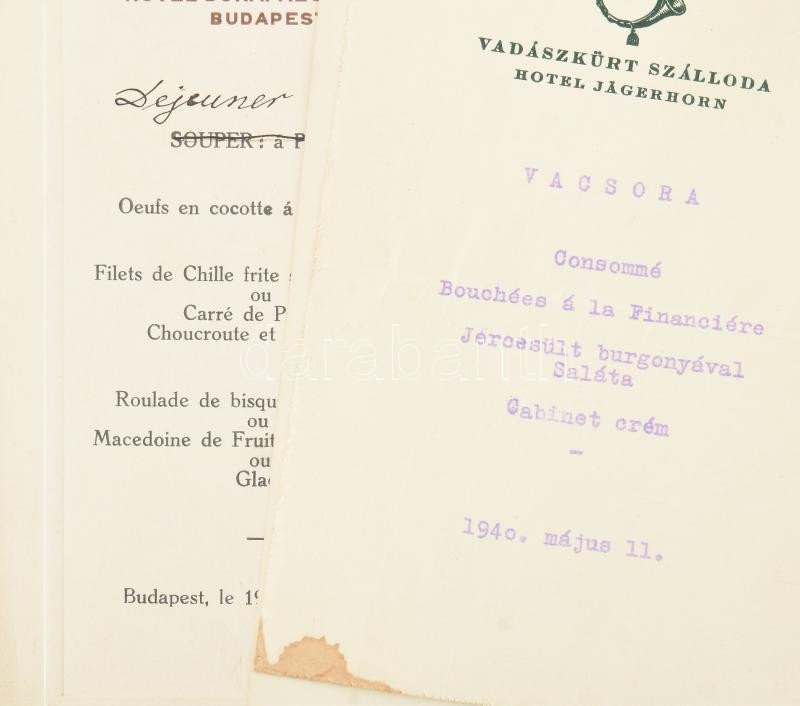 BUDAPEST
Dejeuner
SOUPER: á P
Oeufs en cocotte á
Filets de Chille frite
ou
Carré de P
Choucroute et
Roulade de bisqu
ou
Macedoine de Fruit
ou
Glac
Budapest, le 19
VADÁSZKÜRT SZÁLLODA
HOTEL JÄGERHORN
VACSORA
Consommé
Bouchées á la Financiére
Jércesült burgonyával
Saláta
Cabinet crém
-
1940. május 11.